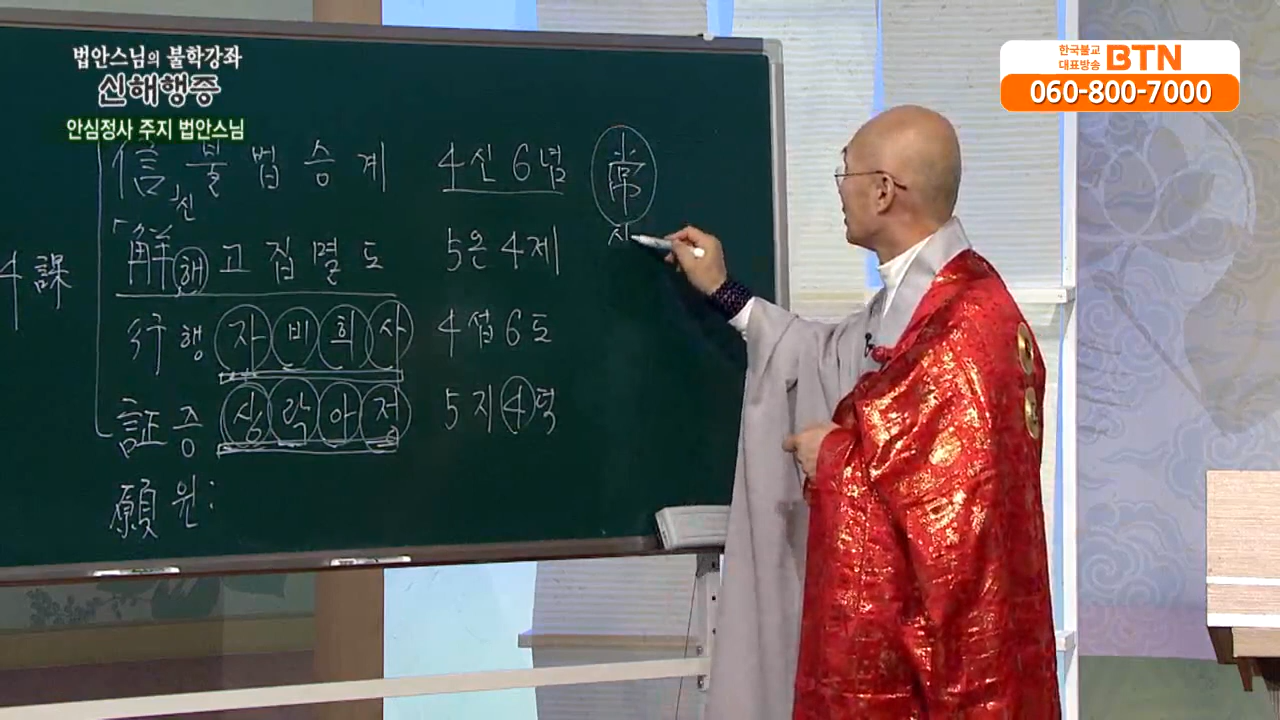 법안스님의 불학강좌
신해행증
안심정사 주지 법안스님
한국불교
대표방송 BTN
060-800-7000
4課
信 신 불법승계 4신6념 常
「解 해 고집멸도 5온4제
行 행 자비희사 4섭6도
証 증 상락아정 5지4덕
願 원: